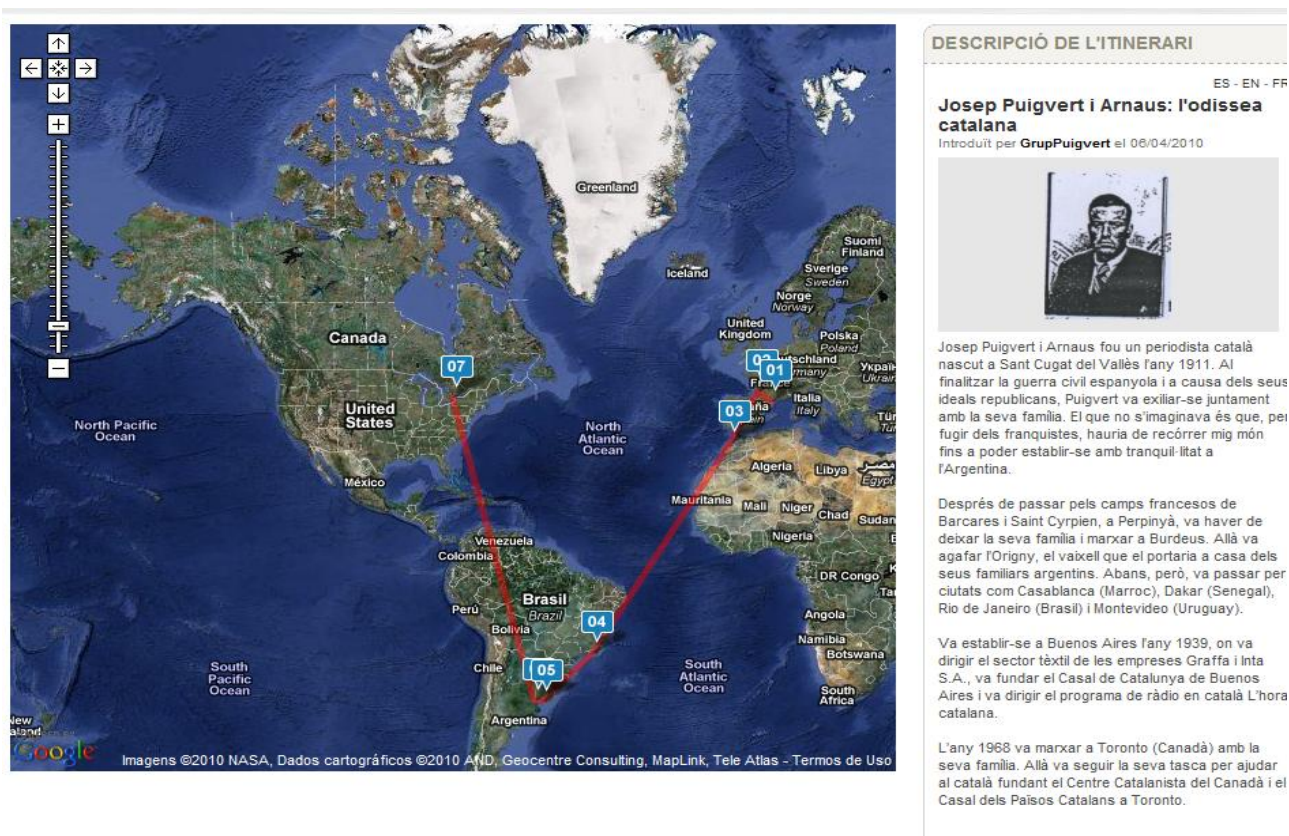 Greenland
Suomi
Finland
Iceland
Sverige
Sweden
Norge
Norway
United
Kingdom
Polska
Poland
Canada
07
01
Italia
Italy
United
States
03
North Pacific
Ocean
North
Atlantic
Ocean
Algeria
Libya
México
Mauritania
Mali
Niger
Chad
Nigeria
Venezuela
Colombia
DR Congo
Brasil
Brazil
Perú
Angola
Bolivia
04
Namibia
Botswana
South
Pacific
Ocean
Chile
05
South
Atlantic
Ocean
South
Africa
Argentina
Google
Imagens ©2010 NASA, Dados cartográficos ©2010 AND, Geocentre Consulting, MapLink, Tele Atlas - Termos de Uso
DESCRIPCIÓ DE L'ITINERARI
ES - EN - FR
Josep Puigvert i Arnaus: l'odissea
catalana
Introduït per GrupPuigvert el 06/04/2010
Josep Puigvert i Arnaus fou un periodista català
nascut a Sant Cugat del Vallès l'any 1911. Al
finalitzar la guerra civil espanyola i a causa dels seus
ideals republicans, Puigvert va exiliar-se juntament
amb la seva família. El que no s'imaginava és que, per
fugir dels franquistes, hauria de recórrer mig món
fins a poder establir-se amb tranquil·litat a
l'Argentina.
Després de passar pels camps francesos de
Barcares i Saint Cyrpien, a Perpinyà, va haver de
deixar la seva família i marxar a Burdeus. Allà va
agafar l'Origny, el vaixell que el portaria a casa dels
seus familiars argentins. Abans, però, va passar per
ciutats com Casablanca (Marroc), Dakar (Senegal),
Rio de Janeiro (Brasil) i Montevideo (Uruguay).
Va establir-se a Buenos Aires l'any 1939, on va
dirigir el sector tèxtil de les empreses Graffa i Inta
S.A., va fundar el Casal de Catalunya de Buenos
Aires i va dirigir el programa de ràdio en català L'hora
catalana.
L'any 1968 va marxar a Toronto (Canadà) amb la
seva família. Allà va seguir la seva tasca per ajudar
al català fundant el Centre Catalanista del Canadà i el
Casal dels Països Catalans a Toronto.